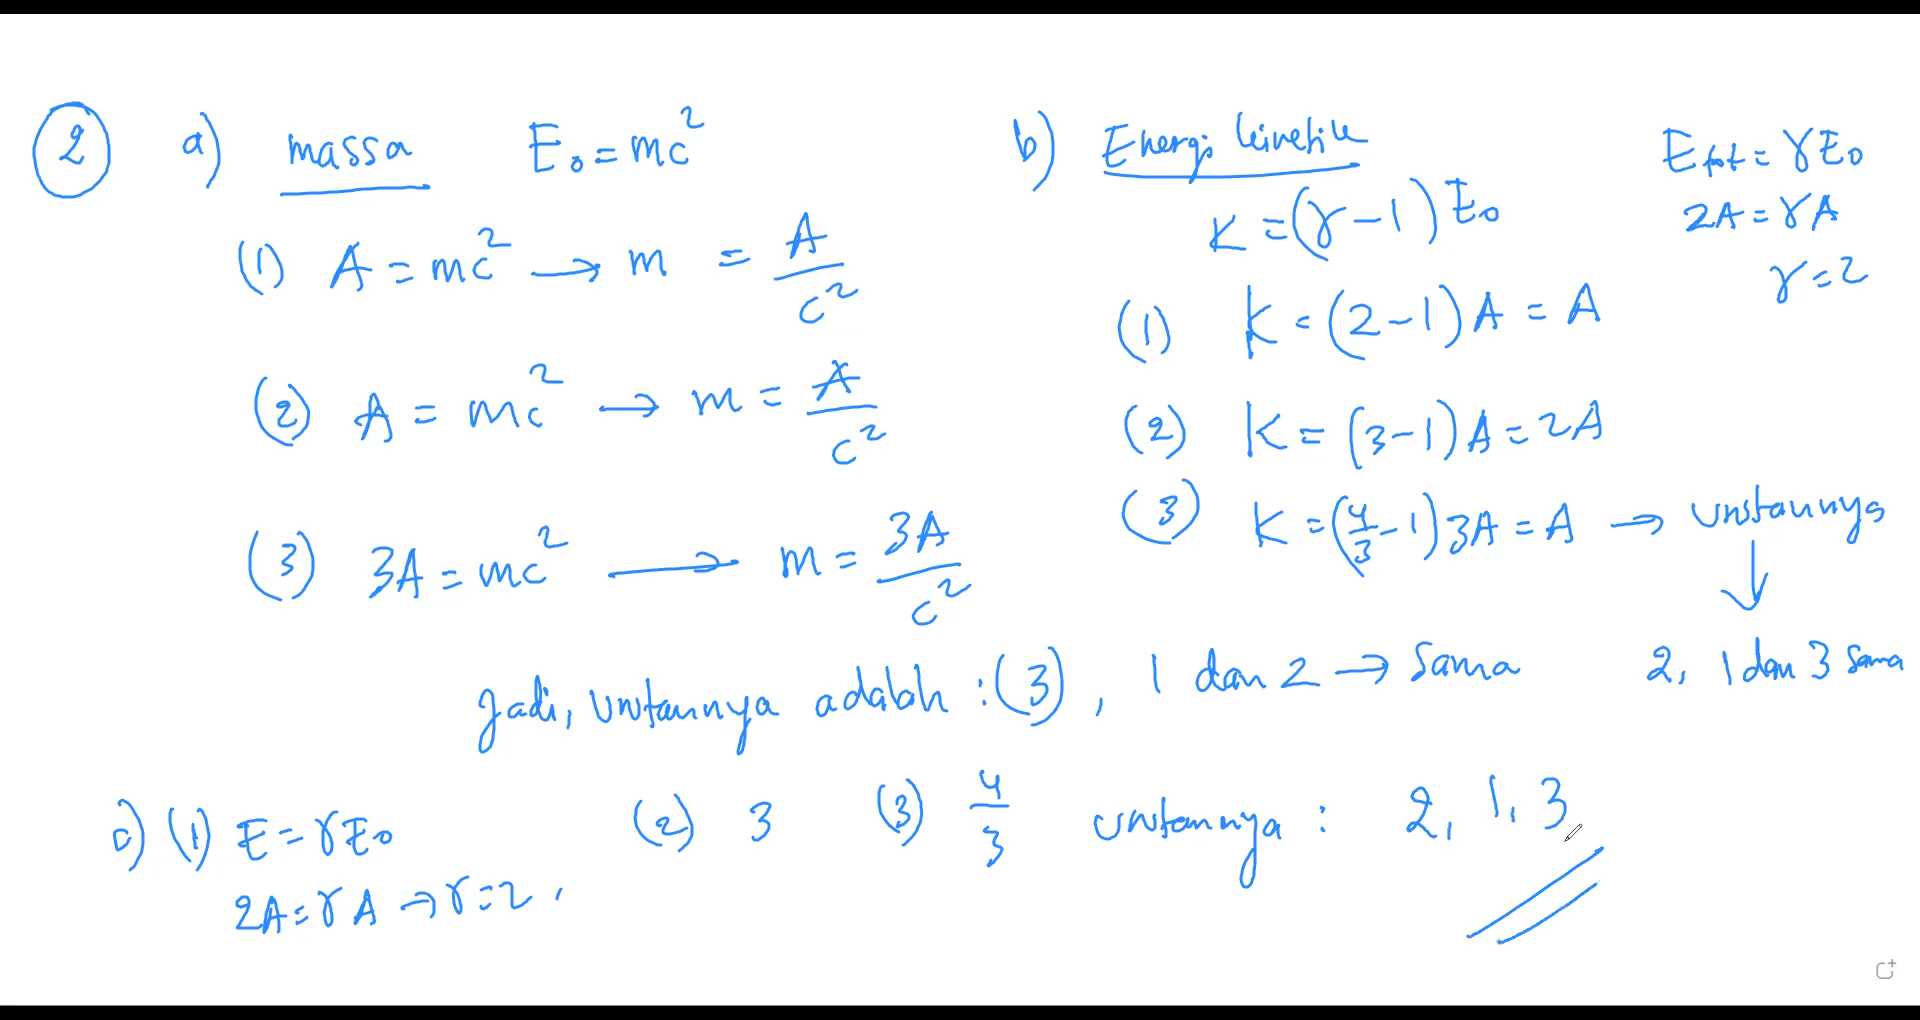 2 a) massa E₀ = mc²
(1) A = mc² → m = A/c²
(2) A = mc² → m = A/c²
(3) 3A = mc² → m = 3A/c²
Jadi, urutannya adalah : (3), 1 dan 2 → Sama
b) Energi kinetik
K = (γ - 1) E₀
Etot = γE₀
2A = γA
γ = 2
(1) K = (2 - 1) A = A
(2) K = (3 - 1) A = 2A
(3) K = (4/3 - 1) 3A = A → urutannya
↓
2, 1 dan 3 sama
c) (1) E = γE₀ (2) 3 (3) 4/3 urutannya : 2, 1, 3
2A = γA → γ = 2,